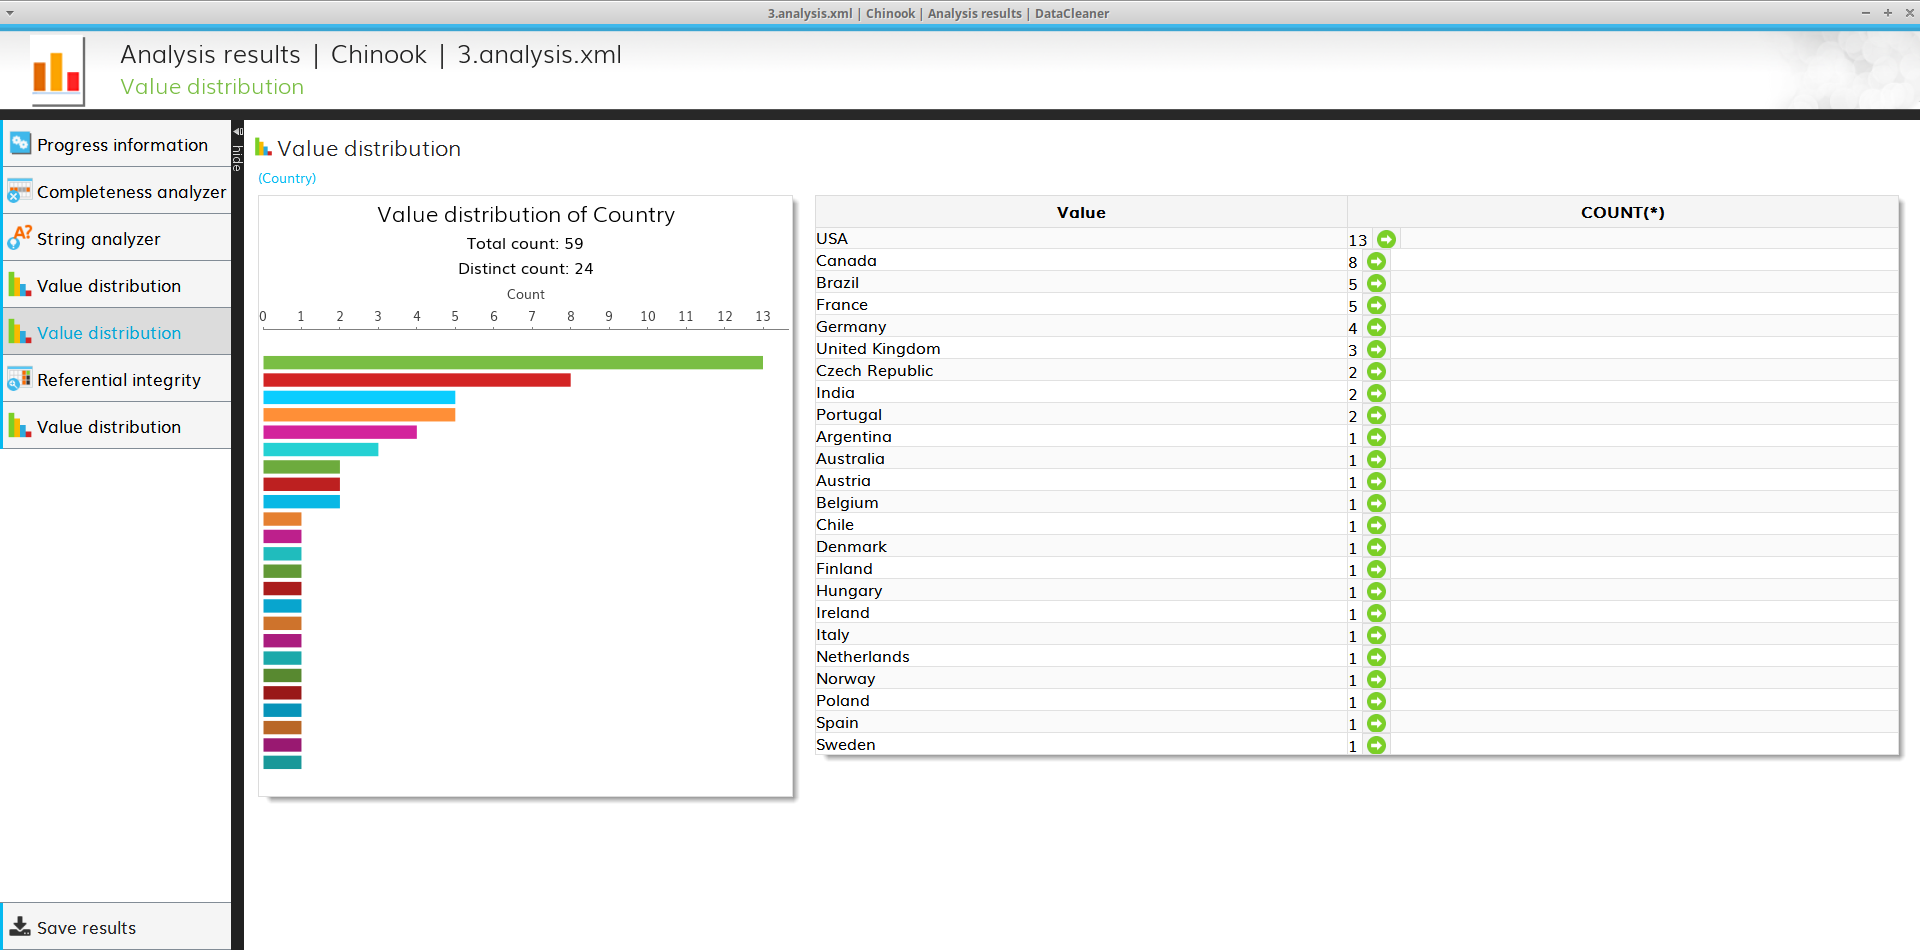 3.analysis.xml | Chinook | Analysis results | DataCleaner
Analysis results | Chinook | 3.analysis.xml
Value distribution
Progress information
Completeness analyzer
String analyzer
Value distribution
Value distribution
Referential integrity
Value distribution
Save results
hide
Value distribution
(Country)
Value distribution of Country
Total count: 59
Distinct count: 24
Count
0 1 2 3 4 5 6 7 8 9 10 11 12 13
Value COUNT(*)
USA 13
Canada 8
Brazil 5
France 5
Germany 4
United Kingdom 3
Czech Republic 2
India 2
Portugal 2
Argentina 1
Australia 1
Austria 1
Belgium 1
Chile 1
Denmark 1
Finland 1
Hungary 1
Ireland 1
Italy 1
Netherlands 1
Norway 1
Poland 1
Spain 1
Sweden 1